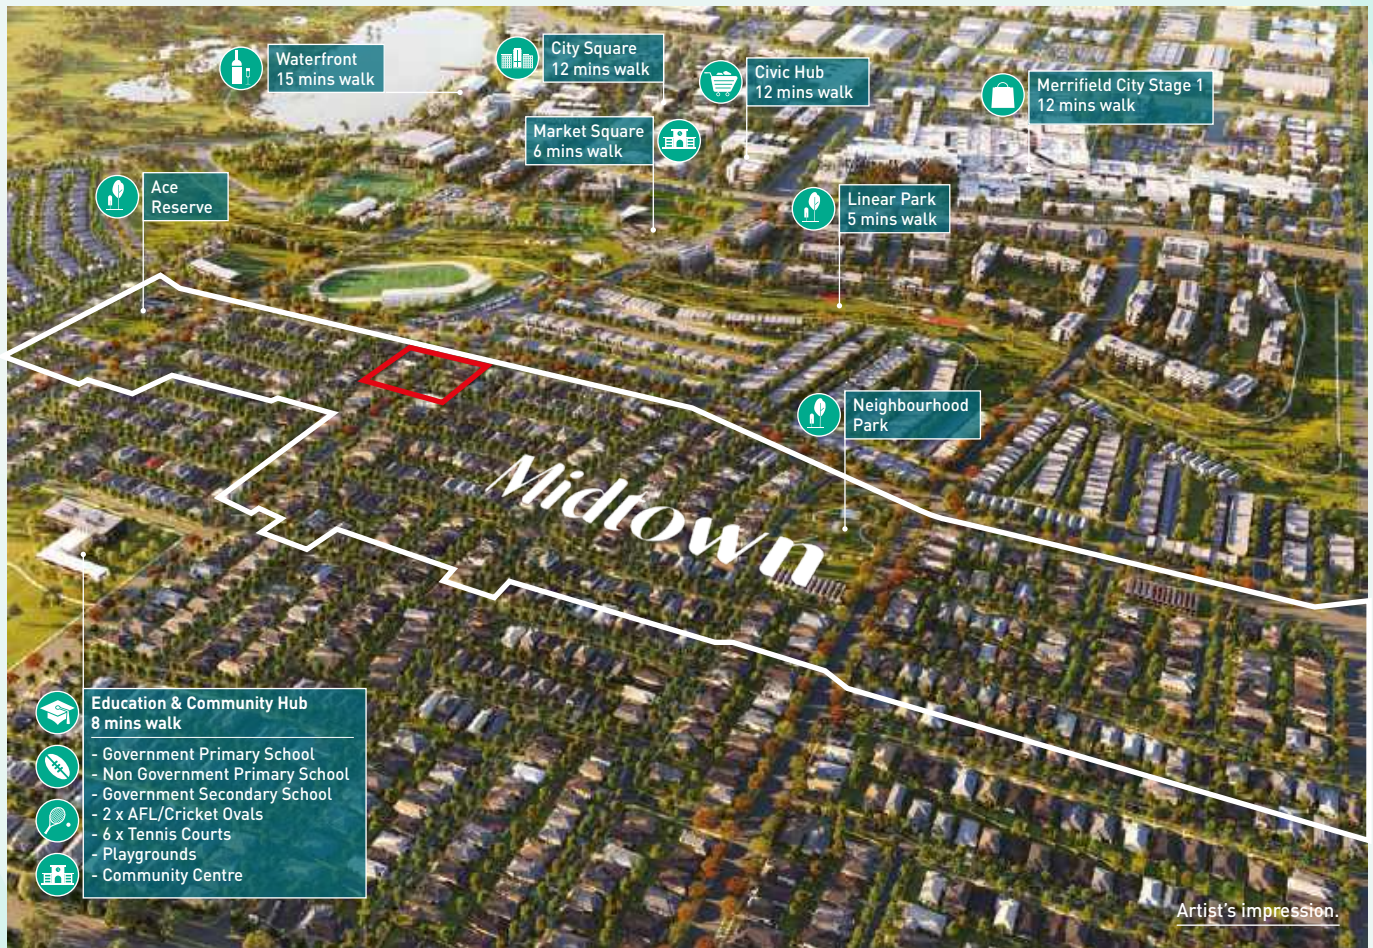 Waterfront
15 mins walk
City Square
12 mins walk
Civic Hub
12 mins walk
Merrifield City Stage 1
12 mins walk
Market Square
6 mins walk
Ace
Reserve
Linear Park
5 mins walk
Neighbourhood
Park
Midtown
Education & Community Hub
8 mins walk
- Government Primary School
- Non Government Primary School
- Government Secondary School
- 2 x AFL/Cricket Ovals
- 6 x Tennis Courts
- Playgrounds
- Community Centre
Artist's impression.